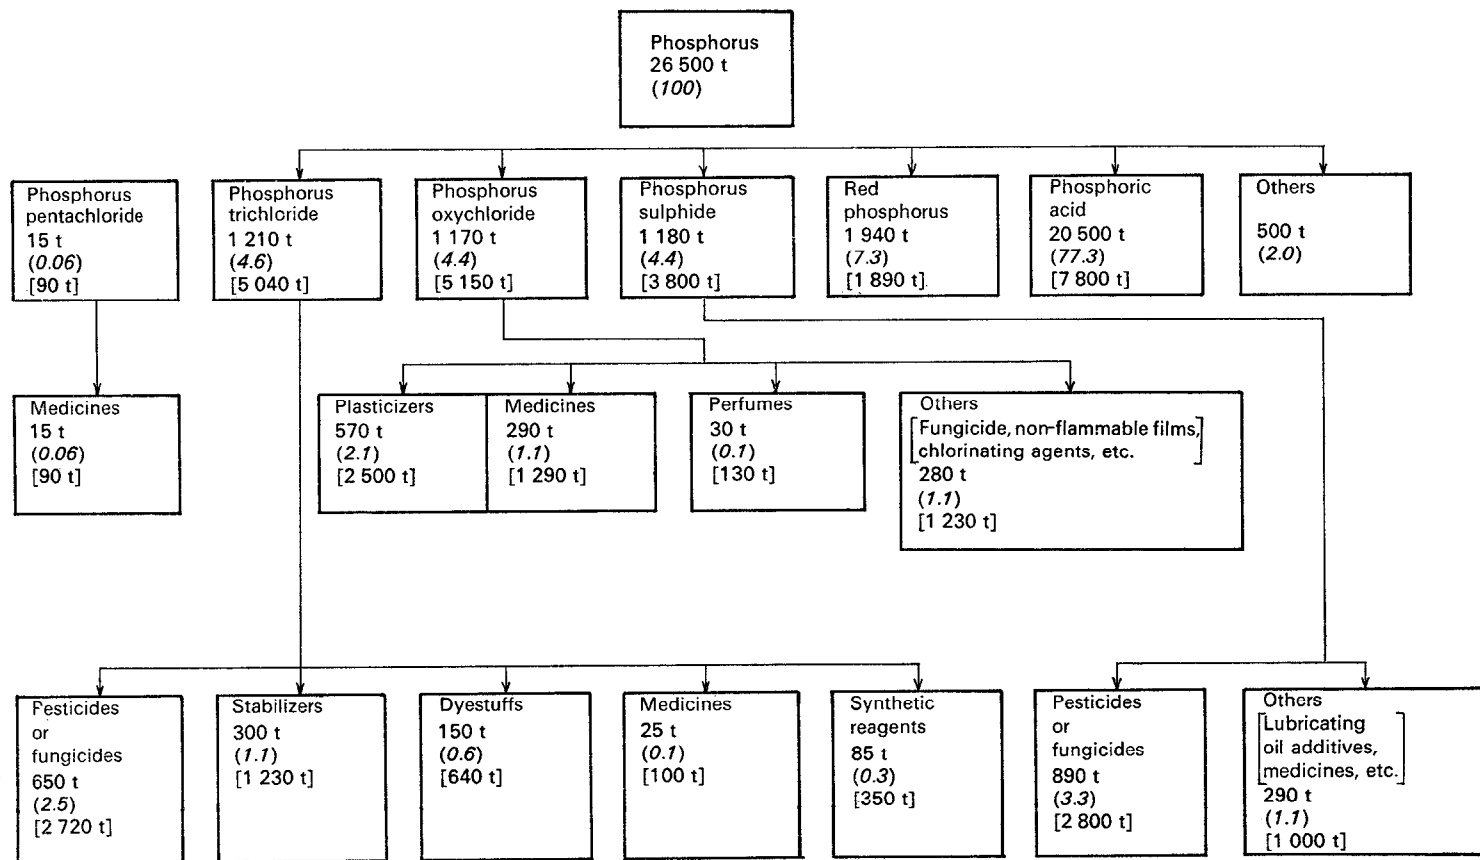 Phosphorus
26 500 t
(100)
Phosphorus
pentachloride
15 t
(0.06)
[90 t]
Phosphorus
trichloride
1 210 t
(4.6)
[5 040 t]
Phosphorus
oxychloride
1 170 t
(4.4)
[5 150 t]
Phosphorus
sulphide
1 180 t
(4.4)
[3 800 t]
Red
phosphorus
1 940 t
(7.3)
[1 890 t]
Phosphoric
acid
20 500 t
(77.3)
[7 800 t]
Others
500 t
(2.0)
Medicines
15 t
(0.06)
[90 t]
Plasticizers
570 t
(2.1)
[2 500 t]
Medicines
290 t
(1.1)
[1 290 t]
Perfumes
30 t
(0.1)
[130 t]
Others
[Fungicide, non-flammable films,
chlorinating agents, etc.]
280 t
(1.1)
[1 230 t]
Pesticides
or
fungicides
650 t
(2.5)
[2 720 t]
Stabilizers
300 t
(1.1)
[1 230 t]
Dyestuffs
150 t
(0.6)
[640 t]
Medicines
25 t
(0.1)
[100 t]
Synthetic
reagents
85 t
(0.3)
[350 t]
Pesticides
or
fungicides
890 t
(3.3)
[2 800 t]
Others
[Lubricating
oil additives,
medicines, etc.]
290 t
(1.1)
[1 000 t]